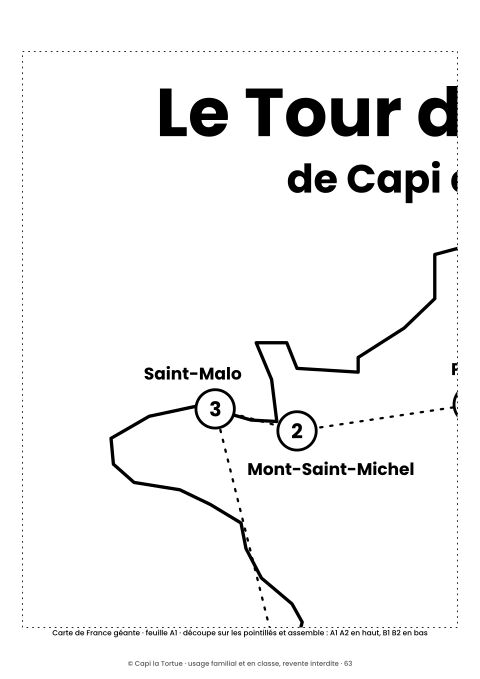 Le Tour d
de Capi e
Saint-Malo
3
2
Mont-Saint-Michel
Carte de France géante · feuille A1 · découpe sur les pointillés et assemble : A1 A2 en haut, B1 B2 en bas
© Capi la Tortue · usage familial et en classe, revente interdite · 63